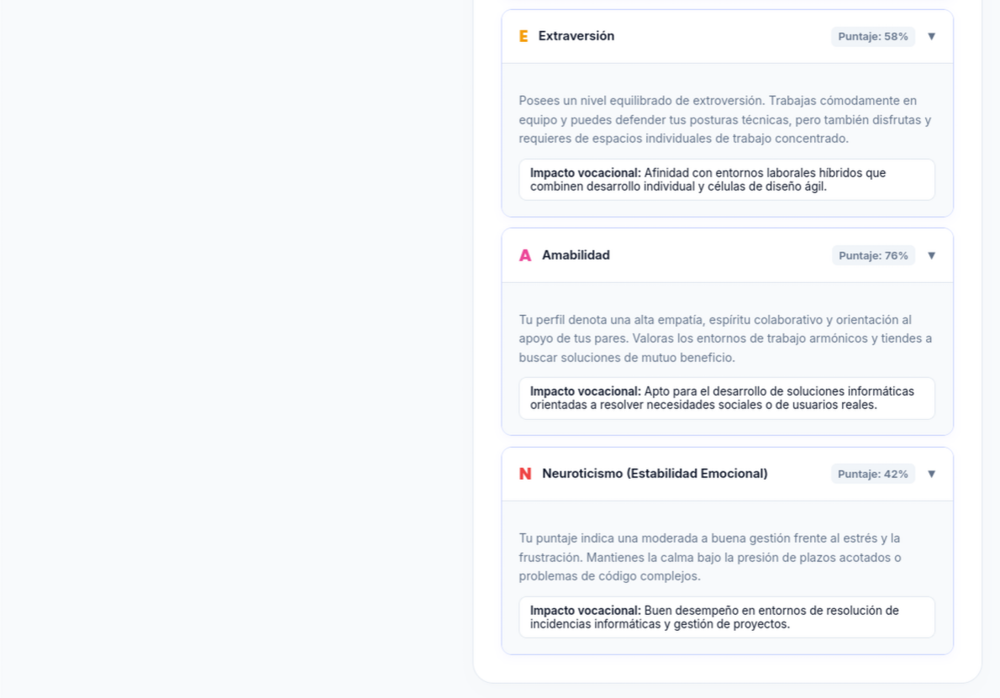 E Extraversión Puntaje: 58% ▼
Posees un nivel equilibrado de extroversión. Trabajas cómodamente en
equipo y puedes defender tus posturas técnicas, pero también disfrutas y
requieres de espacios individuales de trabajo concentrado.
Impacto vocacional: Afinidad con entornos laborales híbridos que
combinen desarrollo individual y células de diseño ágil.
A Amabilidad Puntaje: 76% ▼
Tu perfil denota una alta empatía, espíritu colaborativo y orientación al
apoyo de tus pares. Valoras los entornos de trabajo armónicos y tiendes a
buscar soluciones de mutuo beneficio.
Impacto vocacional: Apto para el desarrollo de soluciones informáticas
orientadas a resolver necesidades sociales o de usuarios reales.
N Neuroticismo (Estabilidad Emocional) Puntaje: 42% ▼
Tu puntaje indica una moderada a buena gestión frente al estrés y la
frustración. Mantienes la calma bajo la presión de plazos acotados o
problemas de código complejos.
Impacto vocacional: Buen desempeño en entornos de resolución de
incidencias informáticas y gestión de proyectos.